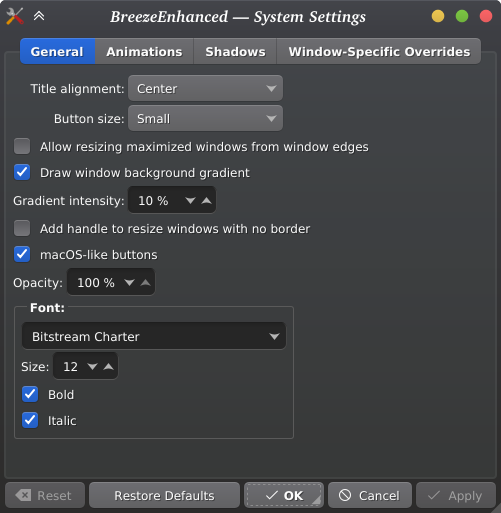 BreezeEnhanced — System Settings
General Animations Shadows Window-Specific Overrides
Title alignment: Center
Button size: Small
Allow resizing maximized windows from window edges
Draw window background gradient
Gradient intensity: 10 %
Add handle to resize windows with no border
macOS-like buttons
Opacity: 100 %
Font:
Bitstream Charter
Size: 12
Bold
Italic
Reset Restore Defaults OK Cancel Apply